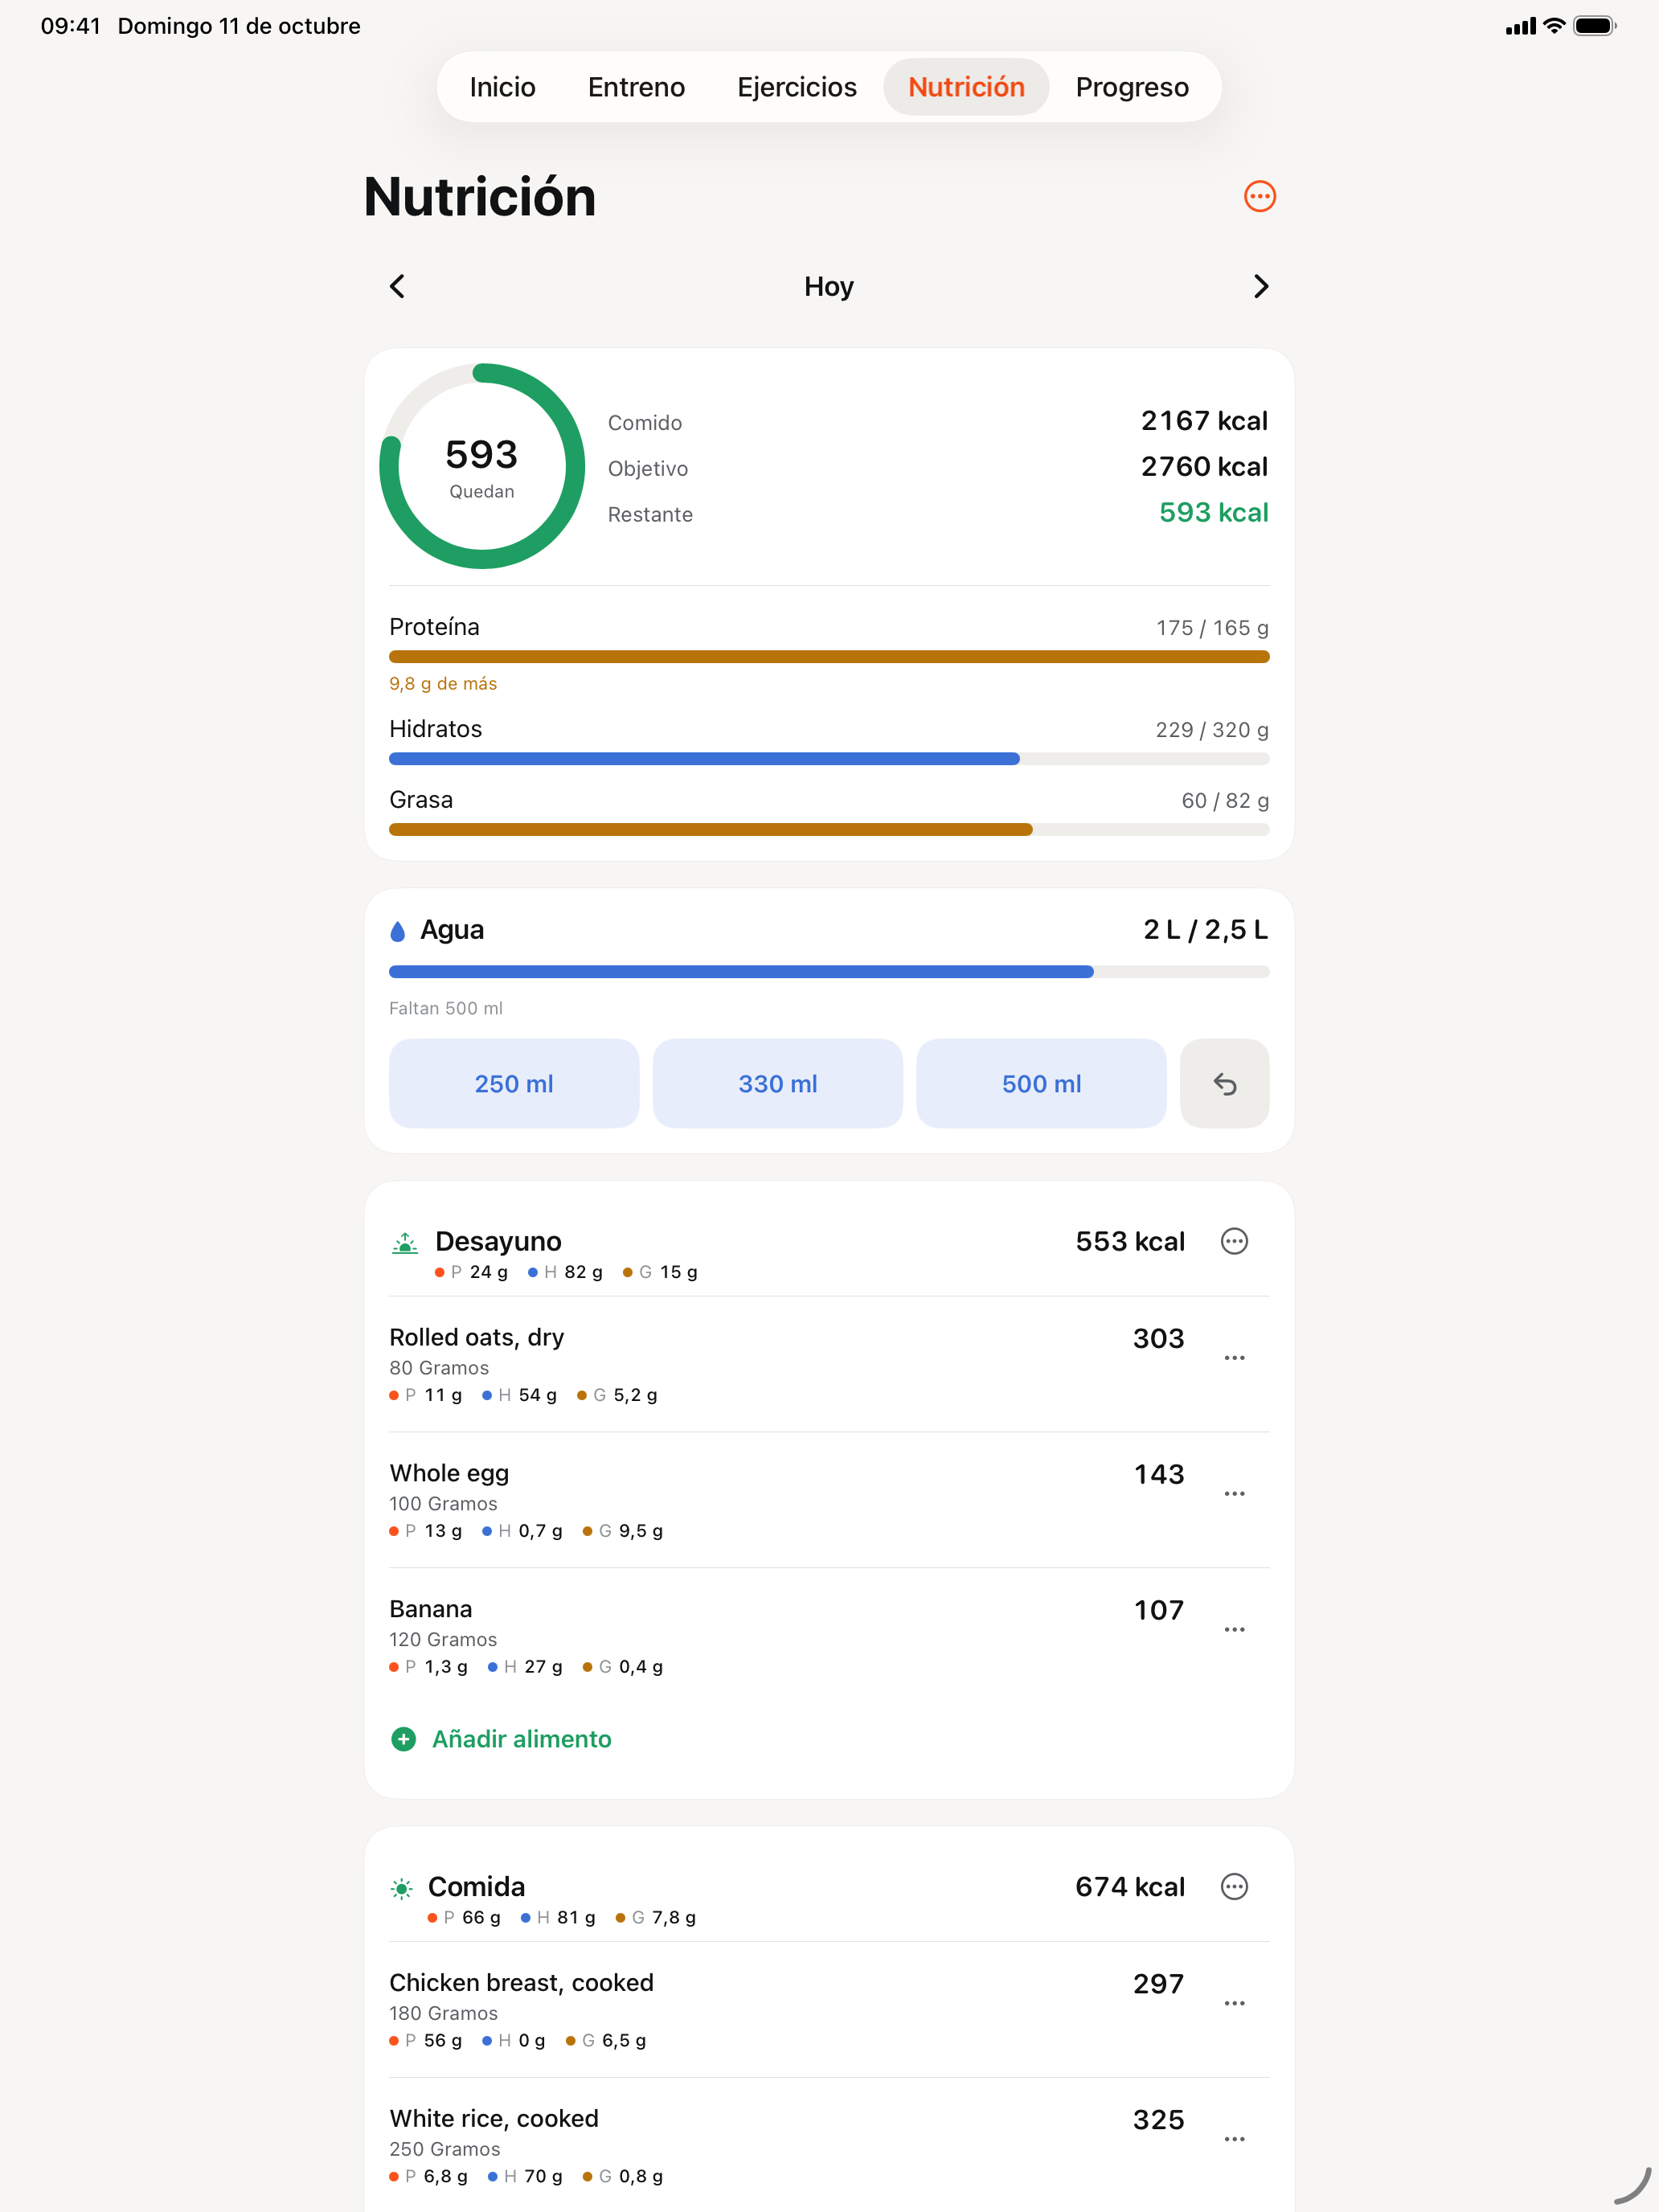 09:41 Domingo 11 de octubre
Inicio Entreno Ejercicios Nutrición Progreso
Nutrición
Hoy
593
Quedan
Comido 2167 kcal
Objetivo 2760 kcal
Restante 593 kcal
Proteína 175 / 165 g
9,8 g de más
Hidratos 229 / 320 g
Grasa 60 / 82 g
Agua 2 L / 2,5 L
Faltan 500 ml
250 ml 330 ml 500 ml
Desayuno 553 kcal
P 24 g H 82 g G 15 g
Rolled oats, dry 303
80 Gramos
P 11 g H 54 g G 5,2 g
Whole egg 143
100 Gramos
P 13 g H 0,7 g G 9,5 g
Banana 107
120 Gramos
P 1,3 g H 27 g G 0,4 g
Añadir alimento
Comida 674 kcal
P 66 g H 81 g G 7,8 g
Chicken breast, cooked 297
180 Gramos
P 56 g H 0 g G 6,5 g
White rice, cooked 325
250 Gramos
P 6,8 g H 70 g G 0,8 g